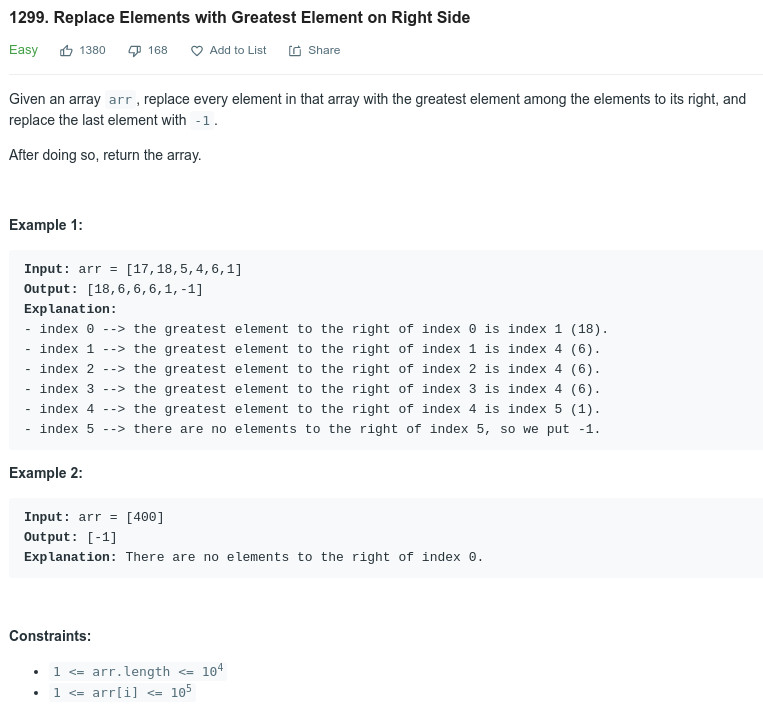 1299. Replace Elements with Greatest Element on Right Side
Easy 1380 168 Add to List Share
Given an array arr , replace every element in that array with the greatest element among the elements to its right, and
replace the last element with -1 .
After doing so, return the array.
Example 1:
Input: arr = [17,18,5,4,6,1]
Output: [18,6,6,6,1,-1]
Explanation:
- index 0 --> the greatest element to the right of index 0 is index 1 (18).
- index 1 --> the greatest element to the right of index 1 is index 4 (6).
- index 2 --> the greatest element to the right of index 2 is index 4 (6).
- index 3 --> the greatest element to the right of index 3 is index 4 (6).
- index 4 --> the greatest element to the right of index 4 is index 5 (1).
- index 5 --> there are no elements to the right of index 5, so we put -1.
Example 2:
Input: arr = [400]
Output: [-1]
Explanation: There are no elements to the right of index 0.
Constraints:
• 1 <= arr.length <= 10⁴
• 1 <= arr[i] <= 10⁵